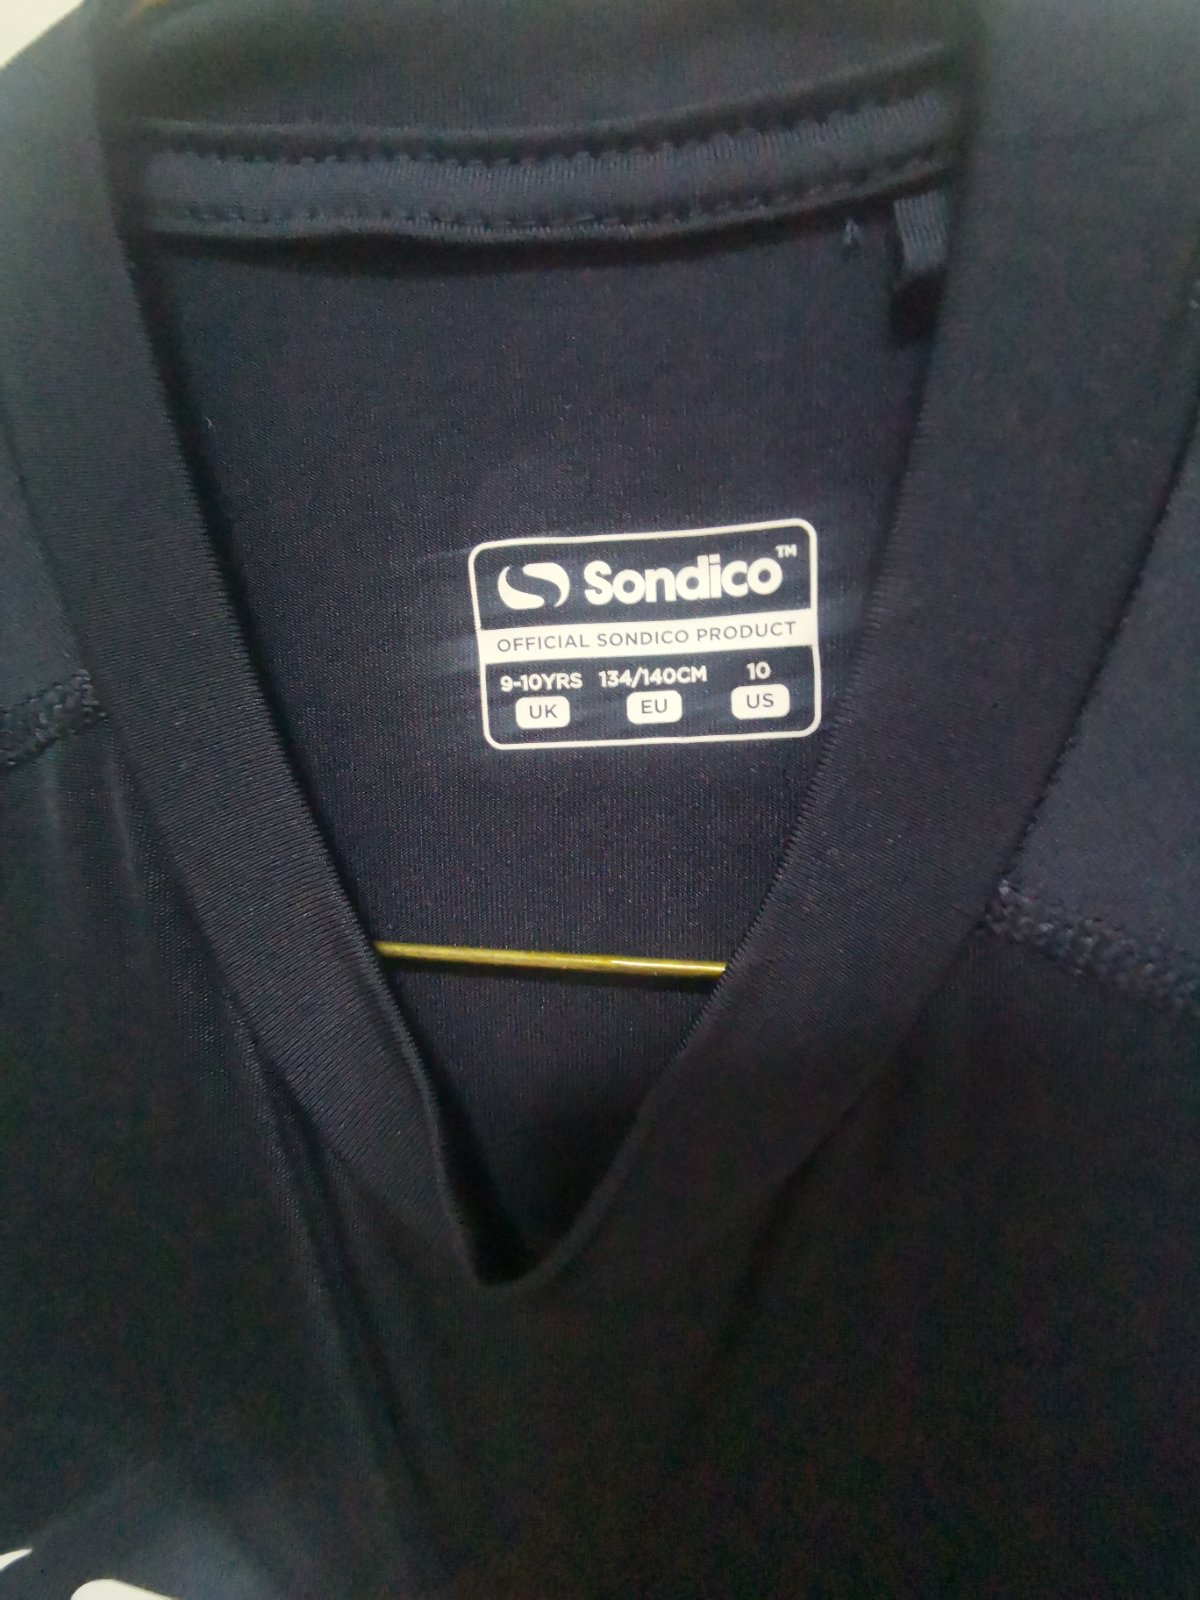 Sondico™
OFFICIAL SONDICO PRODUCT
9-10YRS 134/140CM 10
UK EU US